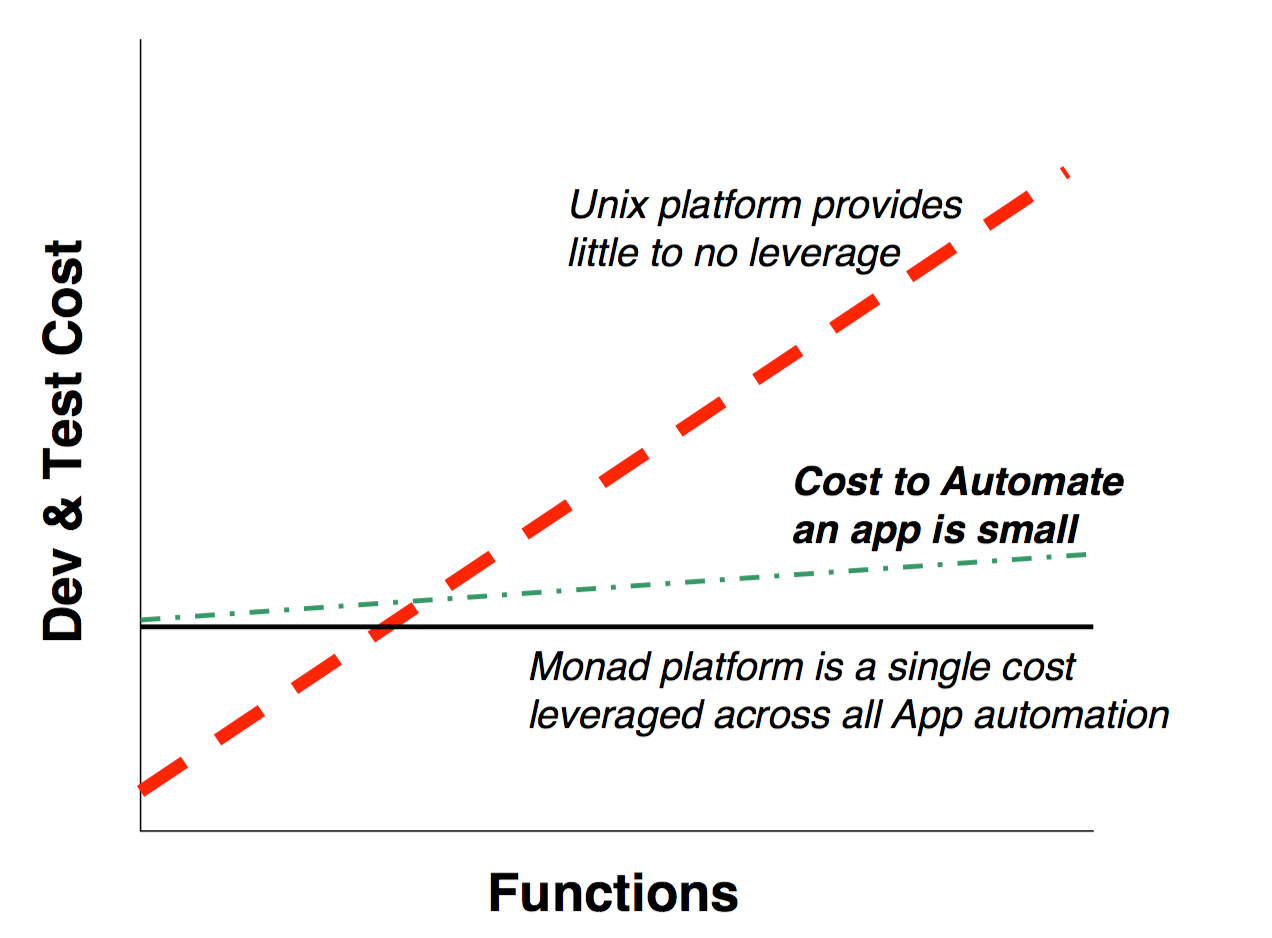 Unix platform provides
little to no leverage
Dev & Test Cost
Cost to Automate
an app is small
Monad platform is a single cost
leveraged across all App automation
Functions